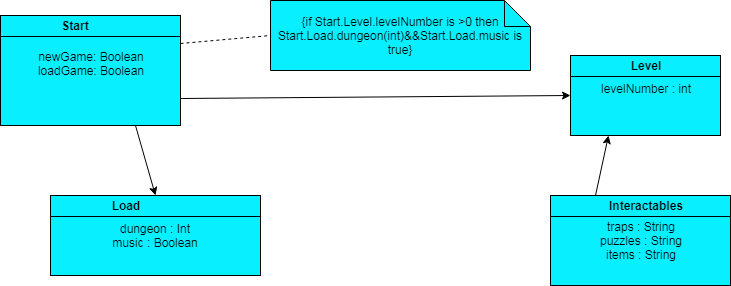 Start
newGame: Boolean
loadGame: Boolean
{if Start.Level.levelNumber is >0 then
Start.Load.dungeon(int)&&Start.Load.music is
true}
Level
levelNumber : int
Load
dungeon : Int
music : Boolean
Interactables
traps : String
puzzles : String
items : String